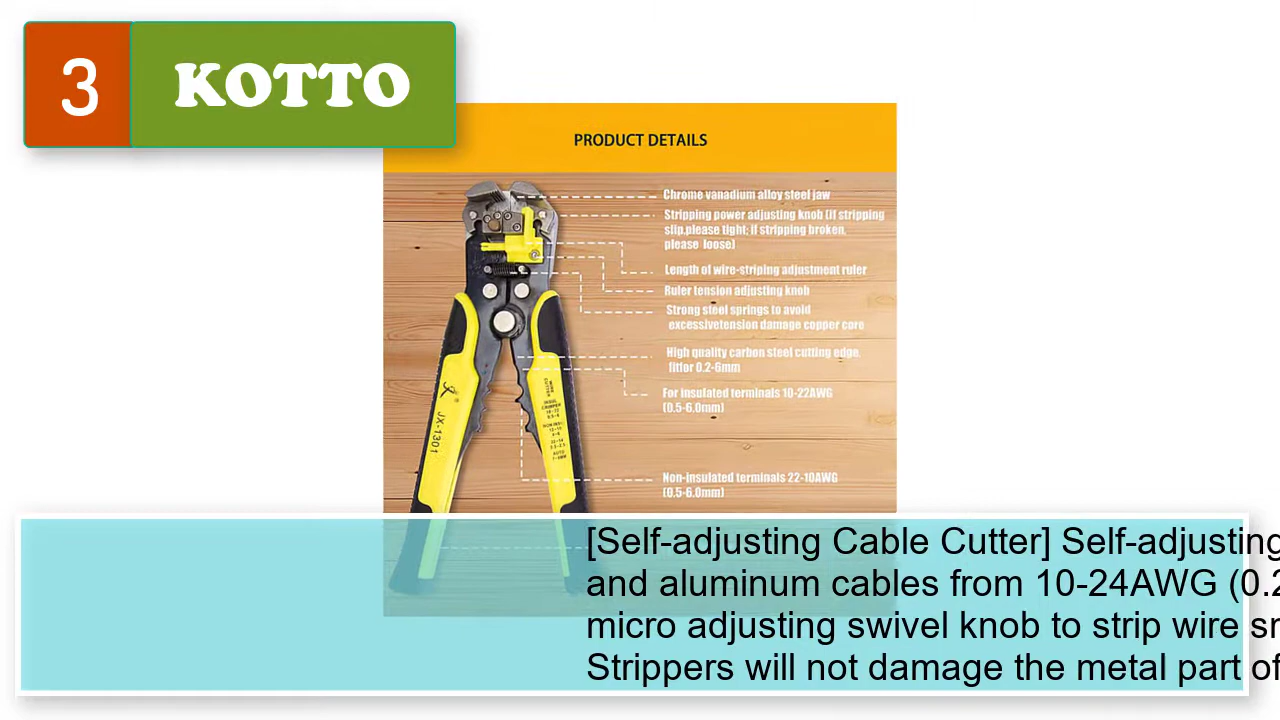 3 KOTTO
PRODUCT DETAILS
Chrome vanadium alloy steel jaw
Stripping power adjusting knob (if stripping
slip,please tight; if stripping broken,
please loose)
Length of wire-striping adjustment ruler
Ruler tension adjusting knob
Strong steel springs to avoid
excessivetension damage copper core
High quality carbon steel cutting edge,
fitfor 0.2-6mm
For insulated terminals 10-22AWG
(0.5-6.0mm)
Non-insulated terminals 22-10AWG
(0.5-6.0mm)
JX-1301
WIRE
CUTTER
[Self-adjusting Cable Cutter] Self-adjusting
and aluminum cables from 10-24AWG (0.2
micro adjusting swivel knob to strip wire
Strippers will not damage the metal part of